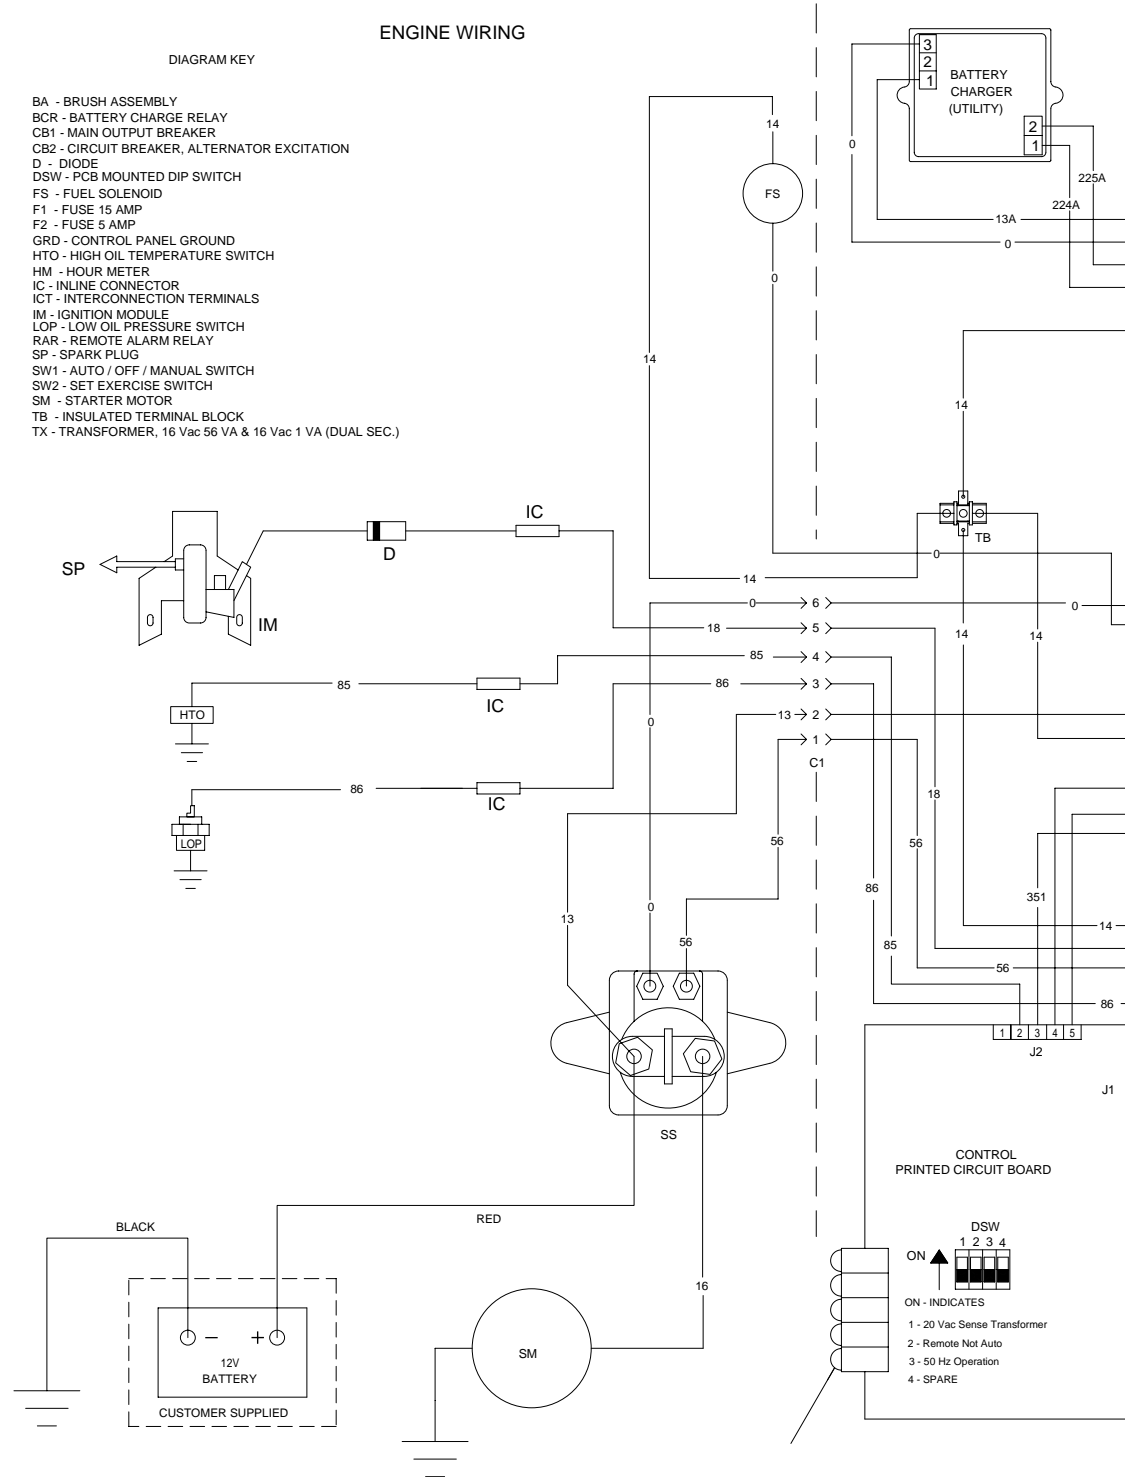 ENGINE WIRING
DIAGRAM KEY
BA - BRUSH ASSEMBLY
BCR - BATTERY CHARGE RELAY
CB1 - MAIN OUTPUT BREAKER
CB2 - CIRCUIT BREAKER, ALTERNATOR EXCITATION
D - DIODE
DSW - PCB MOUNTED DIP SWITCH
FS - FUEL SOLENOID
F1 - FUSE 15 AMP
F2 - FUSE 5 AMP
GRD - CONTROL PANEL GROUND
HTO - HIGH OIL TEMPERATURE SWITCH
HM - HOUR METER
IC - INLINE CONNECTOR
ICT - INTERCONNECTION TERMINALS
IM - IGNITION MODULE
LOP - LOW OIL PRESSURE SWITCH
RAR - REMOTE ALARM RELAY
SP - SPARK PLUG
SW1 - AUTO / OFF / MANUAL SWITCH
SW2 - SET EXERCISE SWITCH
SM - STARTER MOTOR
TB - INSULATED TERMINAL BLOCK
TX - TRANSFORMER, 16 Vac 56 VA & 16 Vac 1 VA (DUAL SEC.)
3
2
1
BATTERY
CHARGER
(UTILITY)
2
1
14
0
FS
225A
224A
13A
0
0
14
14
IC
D
TB
SP
0
14
IM
0
6
0
18
5
14
14
85
4
85
IC
86
3
HTO
13
2
0
1
C1
86
IC
18
LOP
56
56
86
351
13
0
14
85
56
56
86
1 2 3 4 5
J2
J1
SS
CONTROL
PRINTED CIRCUIT BOARD
BLACK
RED
DSW
1 2 3 4
ON
16
ON - INDICATES
1 - 20 Vac Sense Transformer
2 - Remote Not Auto
3 - 50 Hz Operation
4 - SPARE
- +
12V
BATTERY
SM
CUSTOMER SUPPLIED